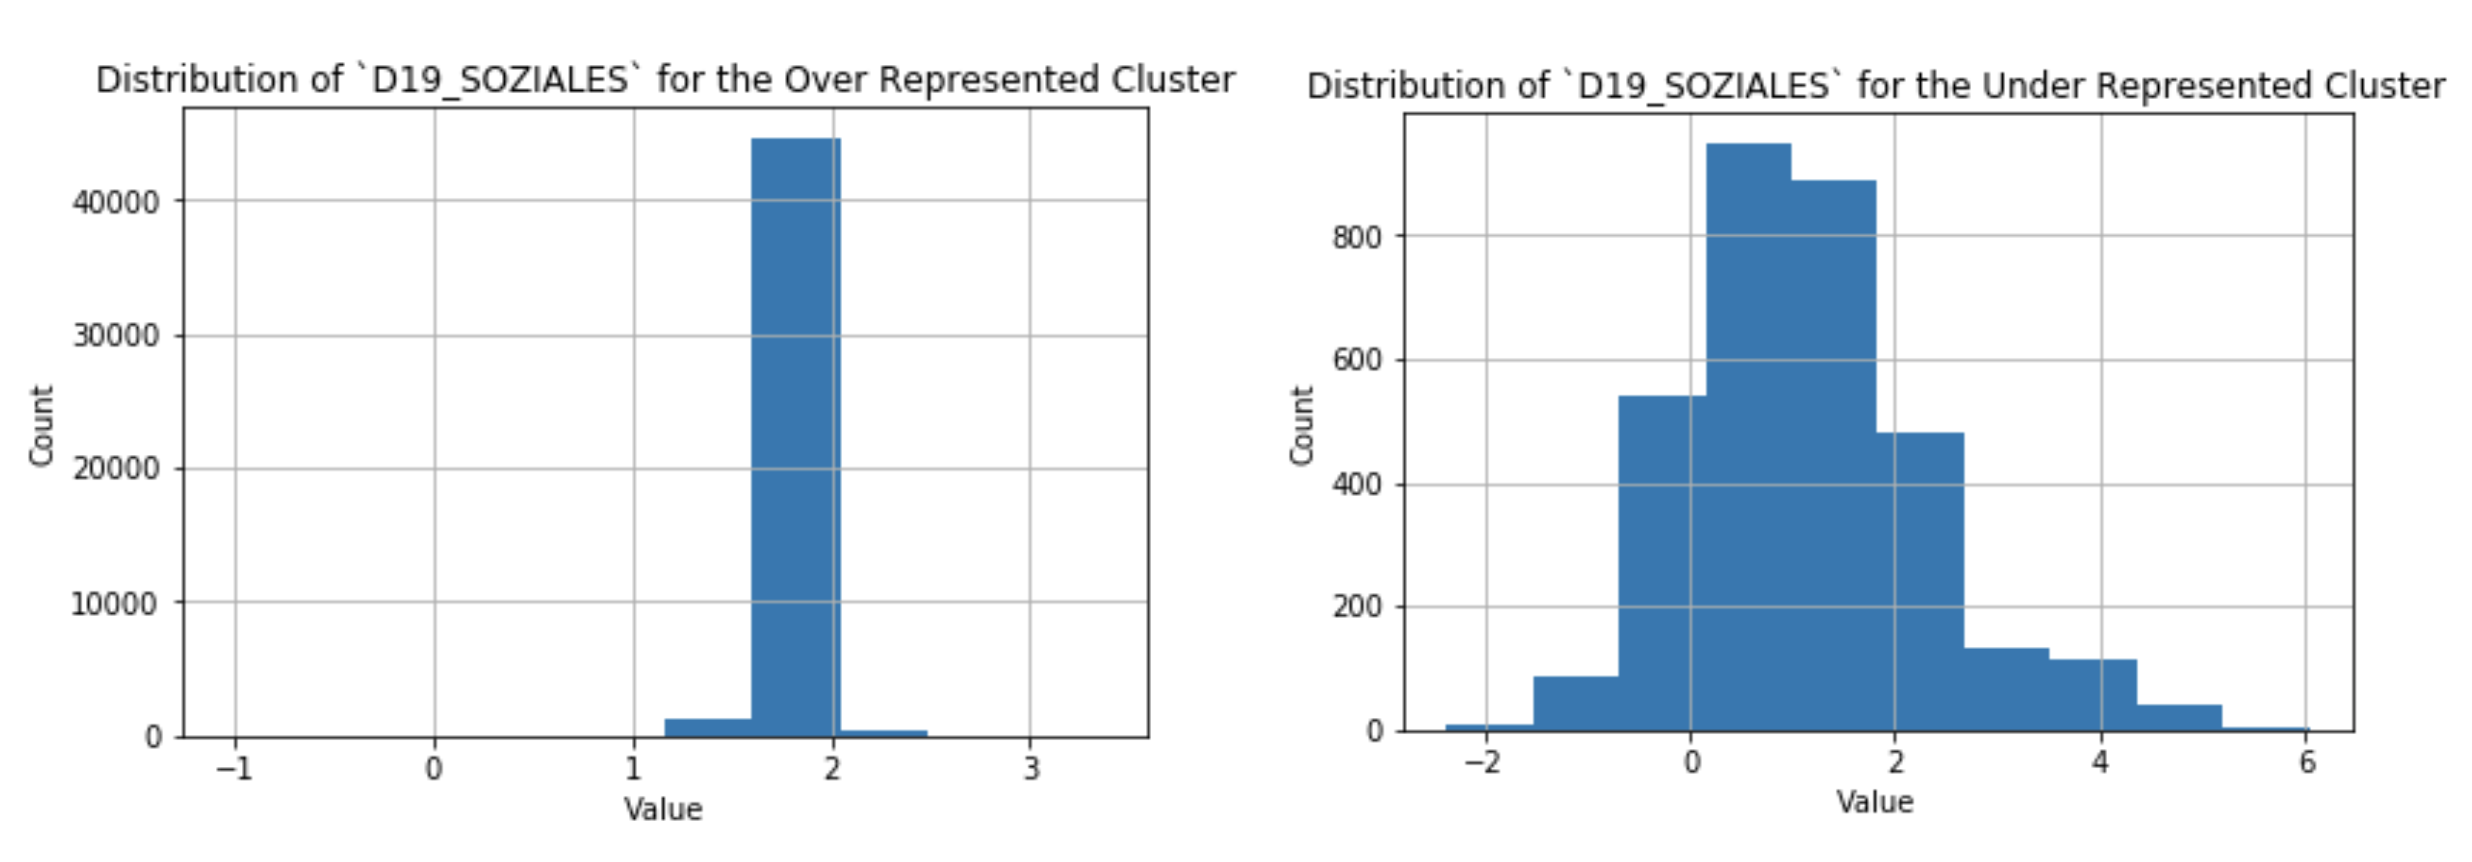 Distribution of `D19_SOZIALES` for the Over Represented Cluster
40000
30000
20000
10000
0
Count
−1 0 1 2 3
Value
Distribution of `D19_SOZIALES` for the Under Represented Cluster
800
600
400
200
0
Count
−2 0 2 4 6
Value